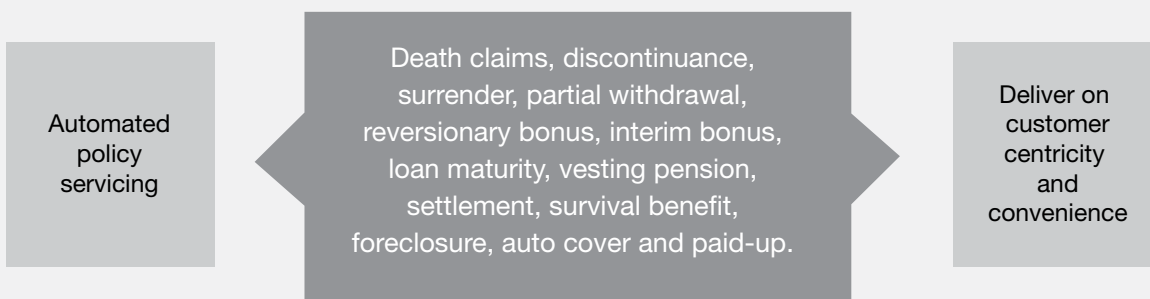 Automated
policy
servicing
Death claims, discontinuance,
surrender, partial withdrawal,
reversionary bonus, interim bonus,
loan maturity, vesting pension,
settlement, survival benefit,
foreclosure, auto cover and paid-up.
Deliver on
customer
centricity
and
convenience